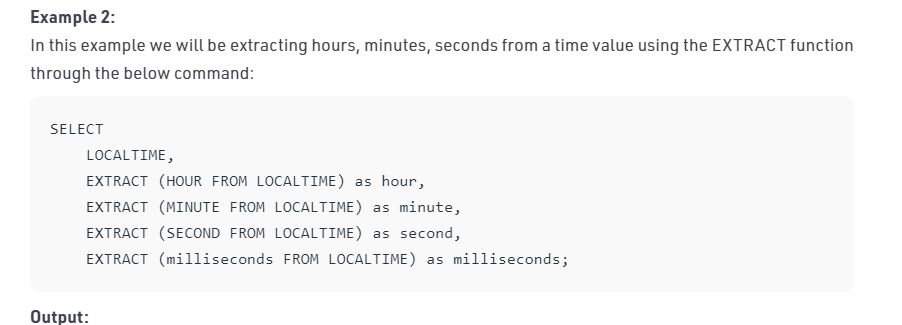 Example 2:
In this example we will be extracting hours, minutes, seconds from a time value using the EXTRACT function
through the below command:
SELECT
    LOCALTIME,
    EXTRACT (HOUR FROM LOCALTIME) as hour,
    EXTRACT (MINUTE FROM LOCALTIME) as minute,
    EXTRACT (SECOND FROM LOCALTIME) as second,
    EXTRACT (milliseconds FROM LOCALTIME) as milliseconds;
Output: